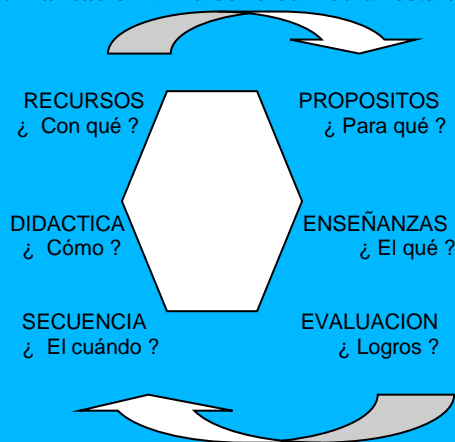 RECURSOS
¿ Con qué ?
PROPOSITOS
¿ Para qué ?
DIDACTICA
¿ Cómo ?
ENSEÑANZAS
¿ El qué ?
SECUENCIA
¿ El cuándo ?
EVALUACION
¿ Logros ?